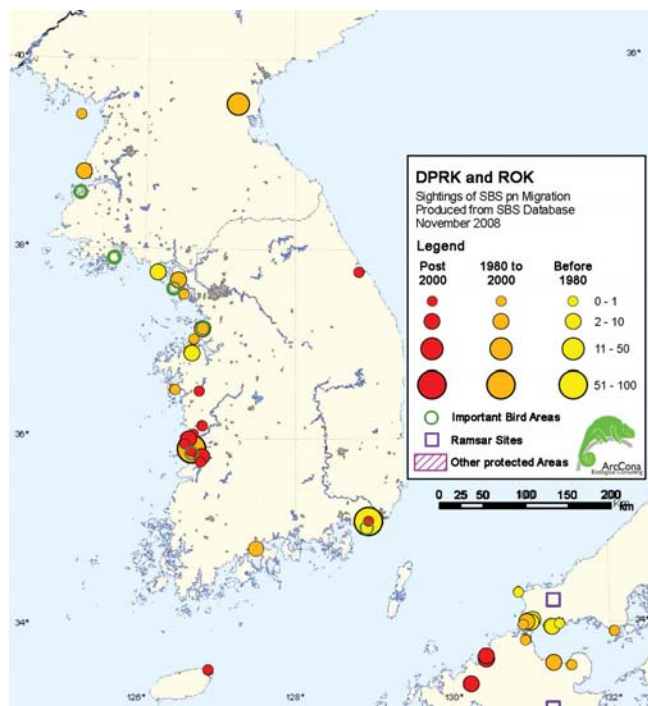 40
36°
DPRK and ROK
Sightings of SBS pn Migration
Produced from SBS Database
November 2008
Legend
Post 2000
1980 to 2000
Before 1980
0 - 1
2 - 10
11 - 50
51 - 100
Important Bird Areas
Ramsar Sites
Other protected Areas
ArcCona
Ecological Consulting
38°
36°
0 25 50 100 150 200
km
34°
34°
126°
128°
130°
132°